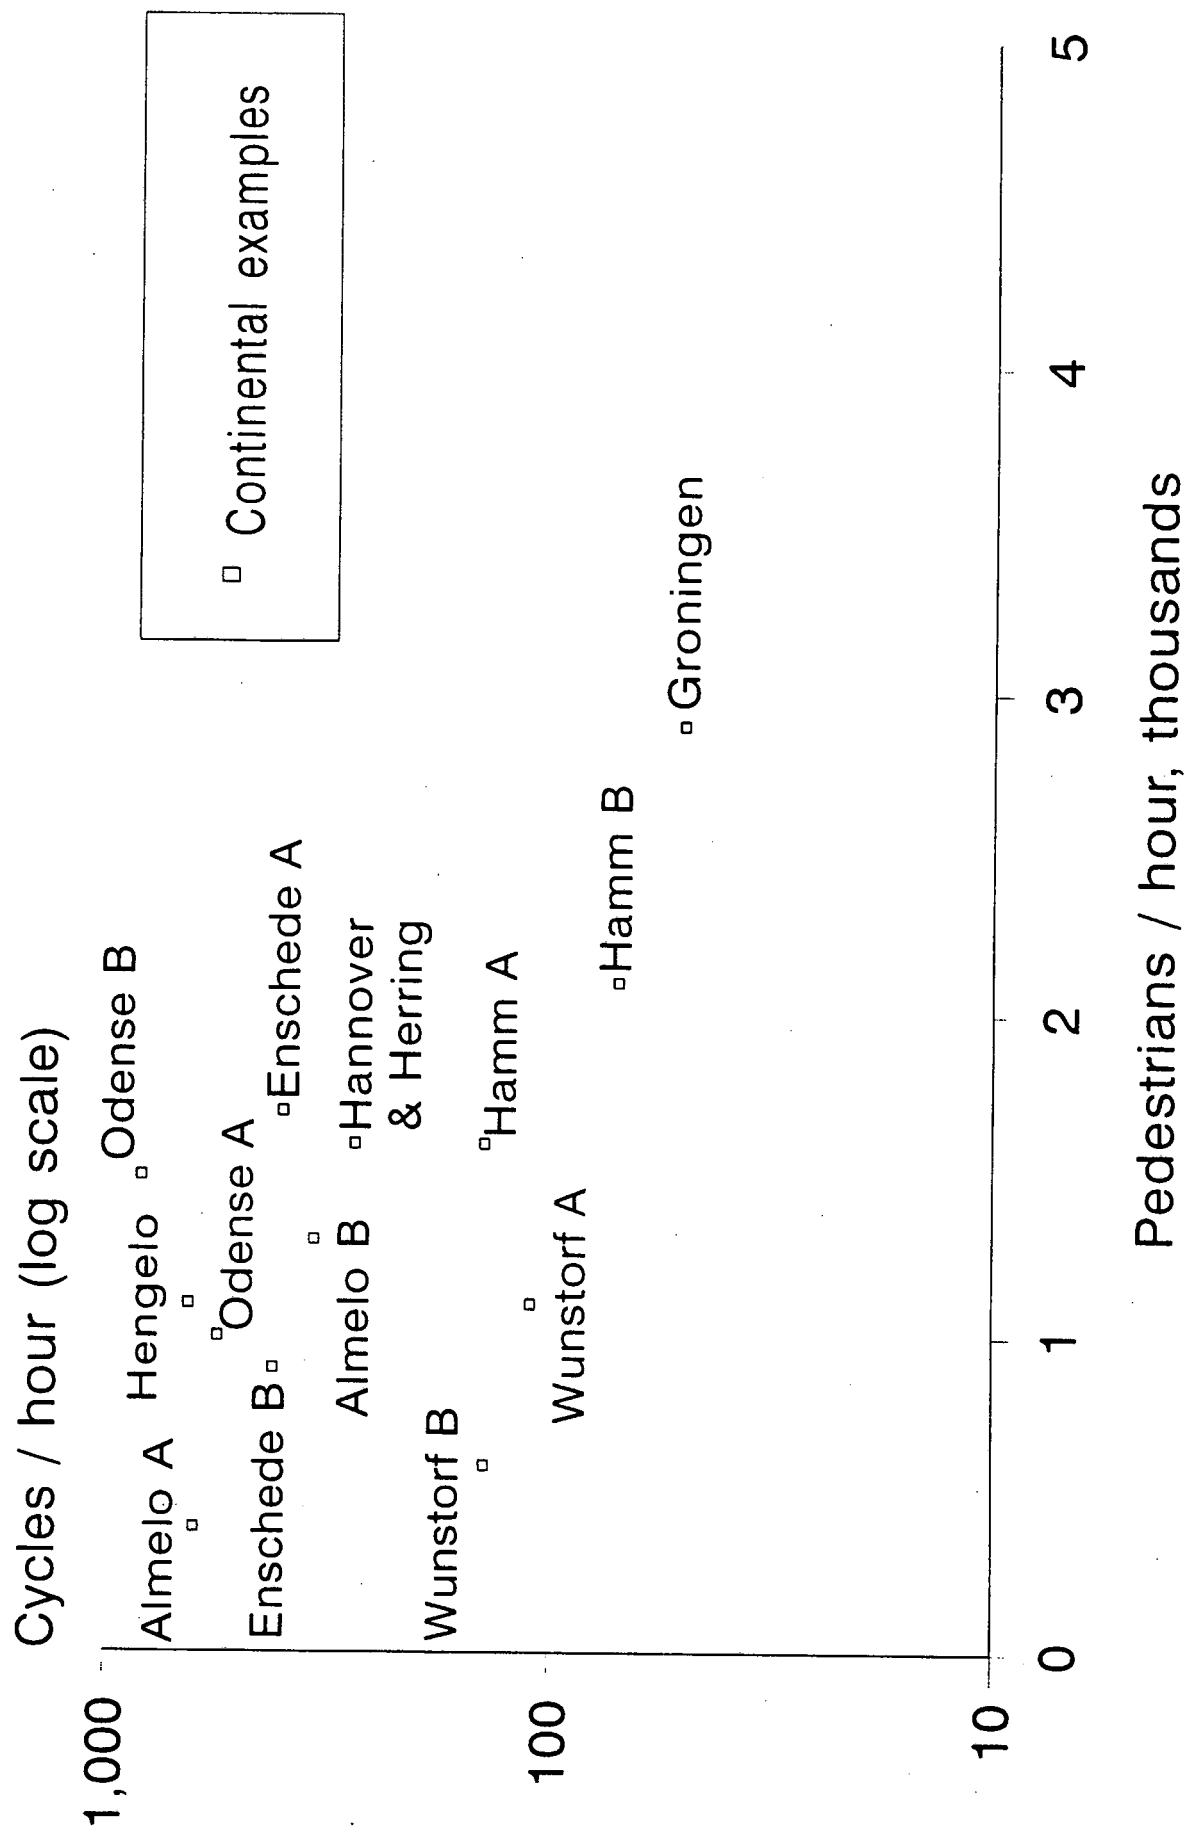 Cycles / hour (log scale)
1,000
100
10
Continental examples
Almelo A
Hengelo
Odense B
Odense A
Enschede B
Enschede A
Almelo B
Hannover
& Herring
Wunstorf B
Hamm A
Wunstorf A
Hamm B
Groningen
0
1
2
3
4
5
Pedestrians / hour, thousands